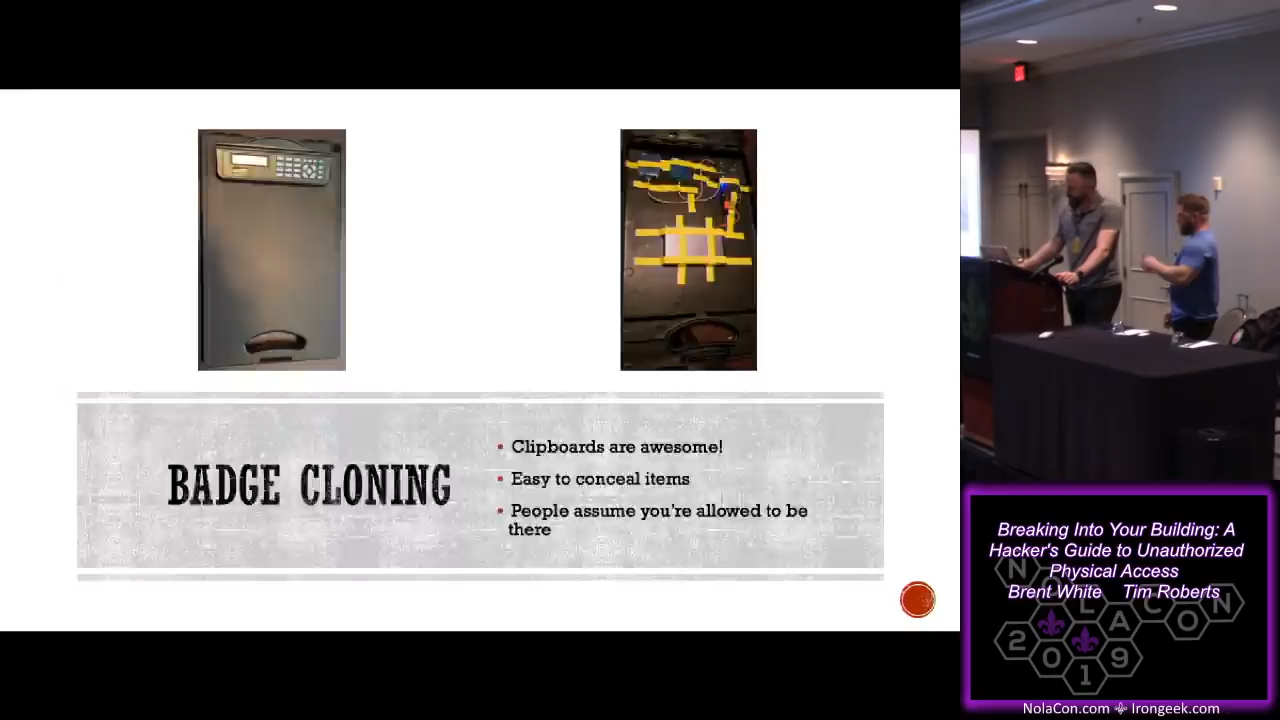 BADGE CLONING
Clipboards are awesome!
Easy to conceal items
People assume you're allowed to be
there
Breaking Into Your Building: A
Hacker's Guide to Unauthorized
Physical Access
Brent White Tim Roberts
NOLACON
2019
NolaCon.com Irongeek.com